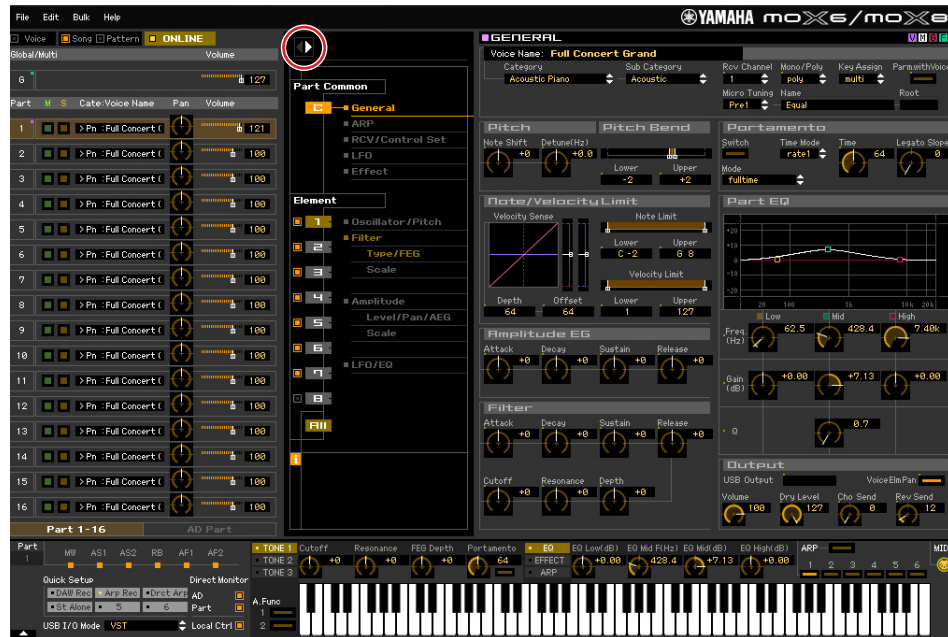 File Edit Bulk Help
YAMAHA MOX6/MOX8
Voice Song Pattern ONLINE
Global/Multi Volume
G 127
Part M S Cate:Voice Name Pan Volume
1 > Pn :Full Concert ( 121
2 > Pn :Full Concert ( 100
3 > Pn :Full Concert ( 100
4 > Pn :Full Concert ( 100
5 > Pn :Full Concert ( 100
6 > Pn :Full Concert ( 100
7 > Pn :Full Concert ( 100
8 > Pn :Full Concert ( 100
9 > Pn :Full Concert ( 100
10 > Pn :Full Concert ( 100
11 > Pn :Full Concert ( 100
12 > Pn :Full Concert ( 100
13 > Pn :Full Concert ( 100
14 > Pn :Full Concert ( 100
15 > Pn :Full Concert ( 100
16 > Pn :Full Concert ( 100
Part 1-16 AD Part
Part Common
C General
ARP
RCV/Control Set
LFO
Effect
Element
1 Oscillator/Pitch
2 Filter
Type/FEG
3 Scale
4 Amplitude
5 Level/Pan/AEG
Scale
6
7 LFO/EQ
8
All
i
GENERAL V M E
Voice Name: Full Concert Grand
Category Sub Category Rcv Channel Mono/Poly Key Assign Parm.withVoice
Acoustic Piano Acoustic 1 poly multi
Micro Tuning Name Root
Pre1 Equal
Pitch Pitch Bend
Note Shift Detune(Hz)
+0 +0.0
Lower Upper
-2 +2
Portamento
Switch Time Mode Time Legato Slope
rate1 64 0
Mode
fulltime
Note/Velocity Limit
Velocity Sense Note Limit
Lower Upper
C -2 G 8
Velocity Limit
Depth Offset Lower Upper
64 64 1 127
Part EQ
+20
+10
0
-10
-20
20 100 1k 10k 20k
Low Mid High
Freq. (Hz) 62.5 428.4 7.40k
Gain (dB) +0.00 +7.13 +0.00
Q 0.7
Amplitude EG
Attack Decay Sustain Release
+0 +0 +0 +0
Filter
Attack Decay Sustain Release
+0 +0 +0 +0
Cutoff Resonance Depth
+0 +0 +0
Output
USB Output VoiceElmPan
Volume Dry Level Cho Send Rev Send
100 127 0 12
Part MW AS1 AS2 RB AF1 AF2
1
Quick Setup Direct Monitor
DAW Rec Arp Rec Drct Arp AD
St Alone 5 6 Part
USB I/O Mode VST Local Ctrl
A.Func
1
2
TONE 1 Cutoff Resonance FEG Depth Portamento
TONE 2 +0 +0 +0 64
TONE 3
EQ EQ Low(dB) EQ Mid F(Hz) EQ Mid(dB) EQ High(dB)
EFFECT +0.00 428.4 +7.13 +0.00
ARP
ARP
1 2 3 4 5 6
MID